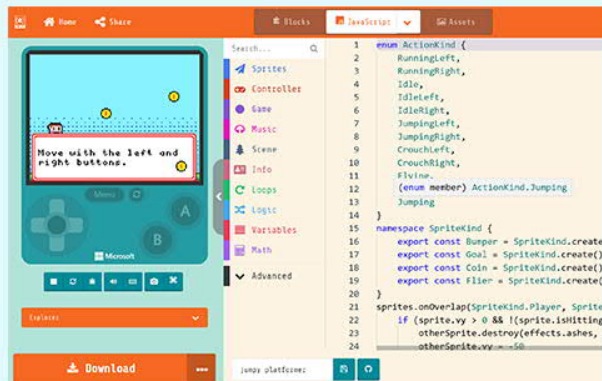 Home
Share
Blocks
JavaScript
Assets
Move with the left and
right buttons.
Menu
A
B
Microsoft
Explorer
Download
Search...
Sprites
Controller
Game
Music
Scene
Info
Loops
Logic
Variables
Math
Advanced
1 enum ActionKind {
2 RunningLeft,
3 RunningRight,
4 Idle,
5 IdleLeft,
6 IdleRight,
7 JumpingLeft,
8 JumpingRight,
9 CrouchLeft,
10 CrouchRight,
11 Flying,
12 (enum member) ActionKind.Jumping
13 Jumping
14 }
15 namespace SpriteKind {
16 export const Bumper = SpriteKind.create
17 export const Goal = SpriteKind.create()
18 export const Coin = SpriteKind.create()
19 export const Flier = SpriteKind.create(
20 }
21 sprites.onOverlap(SpriteKind.Player, Sprite
22 if (sprite.vy > 0 && !(sprite.isHitting
23 otherSprite.destroy(effects.ashes,
24 otherSprite.vy = -50
jumpy platformer